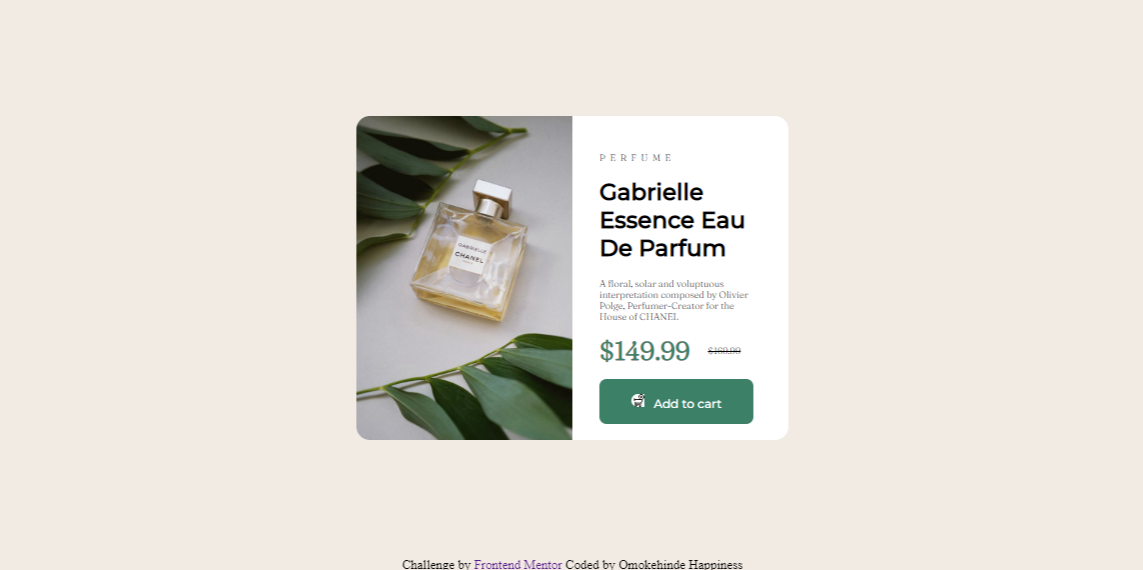 PERFUME
Gabrielle
Essence Eau
De Parfum
A floral, solar and voluptuous
interpretation composed by Olivier
Polge, Perfumer-Creator for the
House of CHANEL
$149.99 $169.99
Add to cart
GABRIELLE
CHANEL
Challenge by Frontend Mentor Coded by Omokehinde Happiness